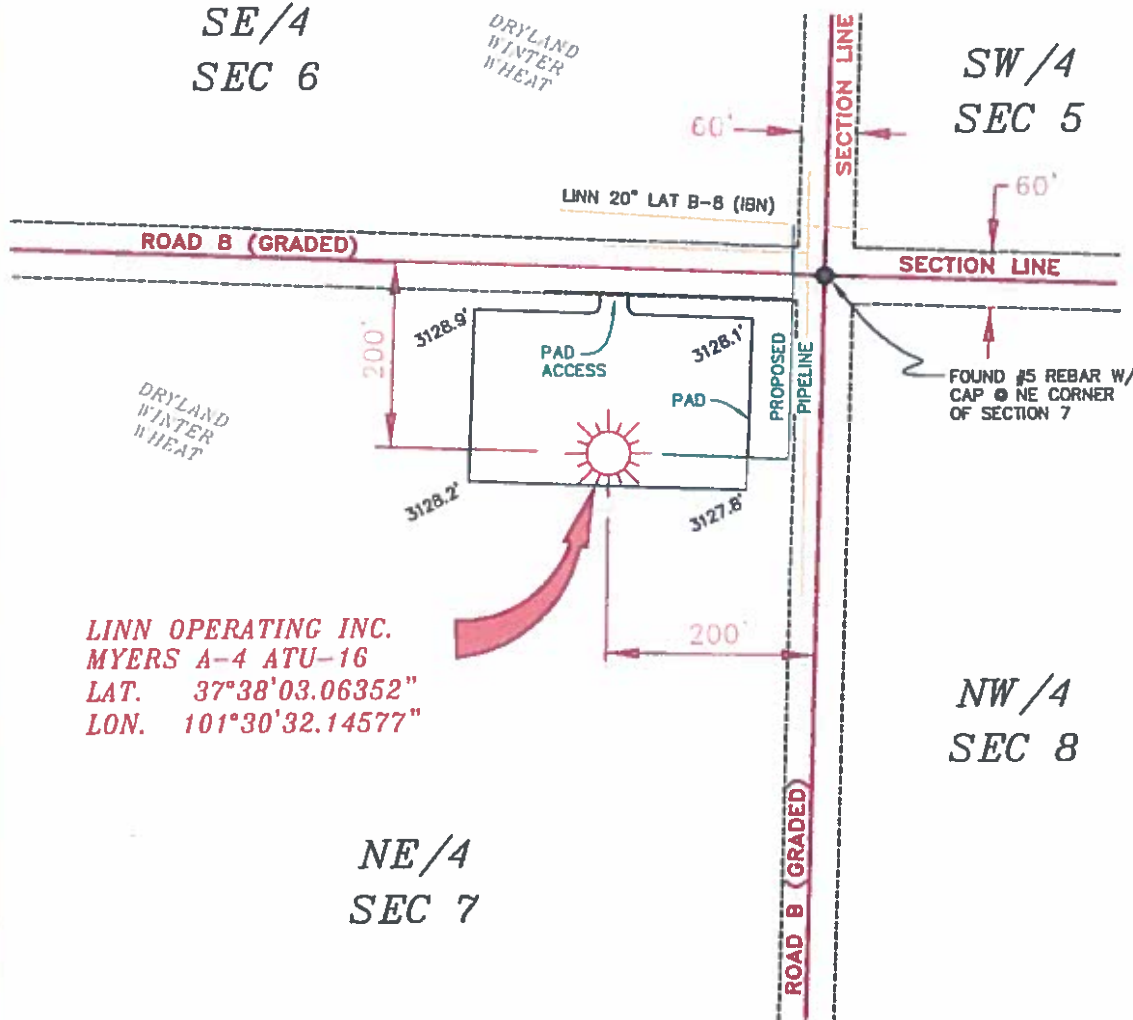 SE/4
SEC 6
DRYLAND
WINTER
WHEAT
SECTION LINE
SW/4
SEC 5
60'
60'
LINN 20" LAT B-8 (IBN)
ROAD 8 (GRADED)
SECTION LINE
200'
3128.9'
PAD
ACCESS
3128.1'
PAD
PROPOSED
PIPELINE
FOUND #5 REBAR W/
CAP @ NE CORNER
OF SECTION 7
DRYLAND
WINTER
WHEAT
3128.2'
3127.8'
LINN OPERATING INC.
MYERS A-4 ATU-16
LAT. 37°38'03.06352"
LON. 101°30'32.14577"
200'
NW/4
SEC 8
NE/4
SEC 7
ROAD B (GRADED)